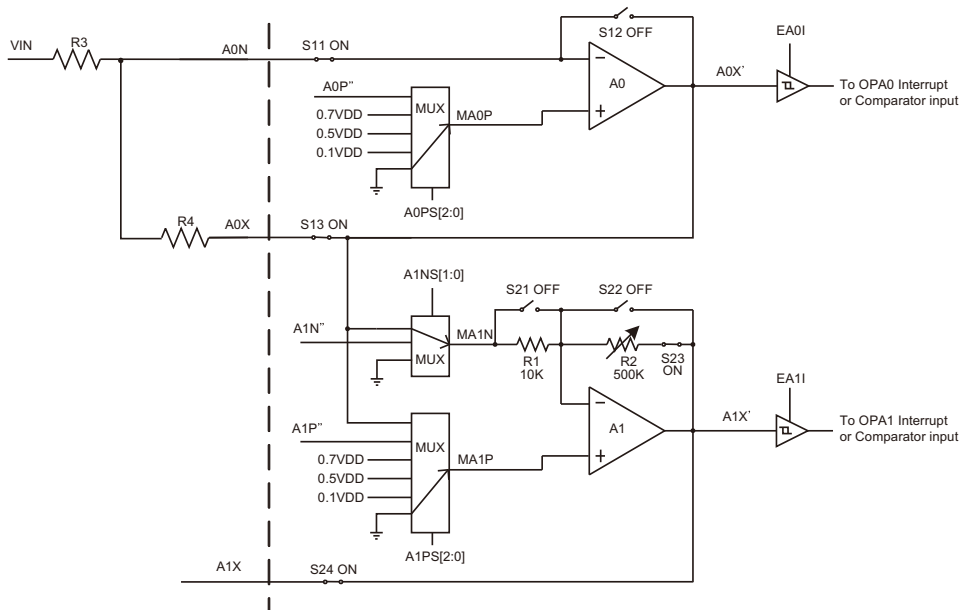 VIN
R3
A0N
S11 ON
S12 OFF
EA0I
A0
A0X'
To OPA0 Interrupt
or Comparator input
A0P"
0.7VDD
0.5VDD
0.1VDD
MUX
MA0P
A0PS[2:0]
R4
A0X
S13 ON
A1NS[1:0]
S21 OFF
S22 OFF
A1N"
MA1N
MUX
R1
10K
R2
500K
S23
ON
EA1I
A1
A1X'
To OPA1 Interrupt
or Comparator input
A1P"
MUX
0.7VDD
0.5VDD
0.1VDD
MA1P
A1PS[2:0]
A1X
S24 ON